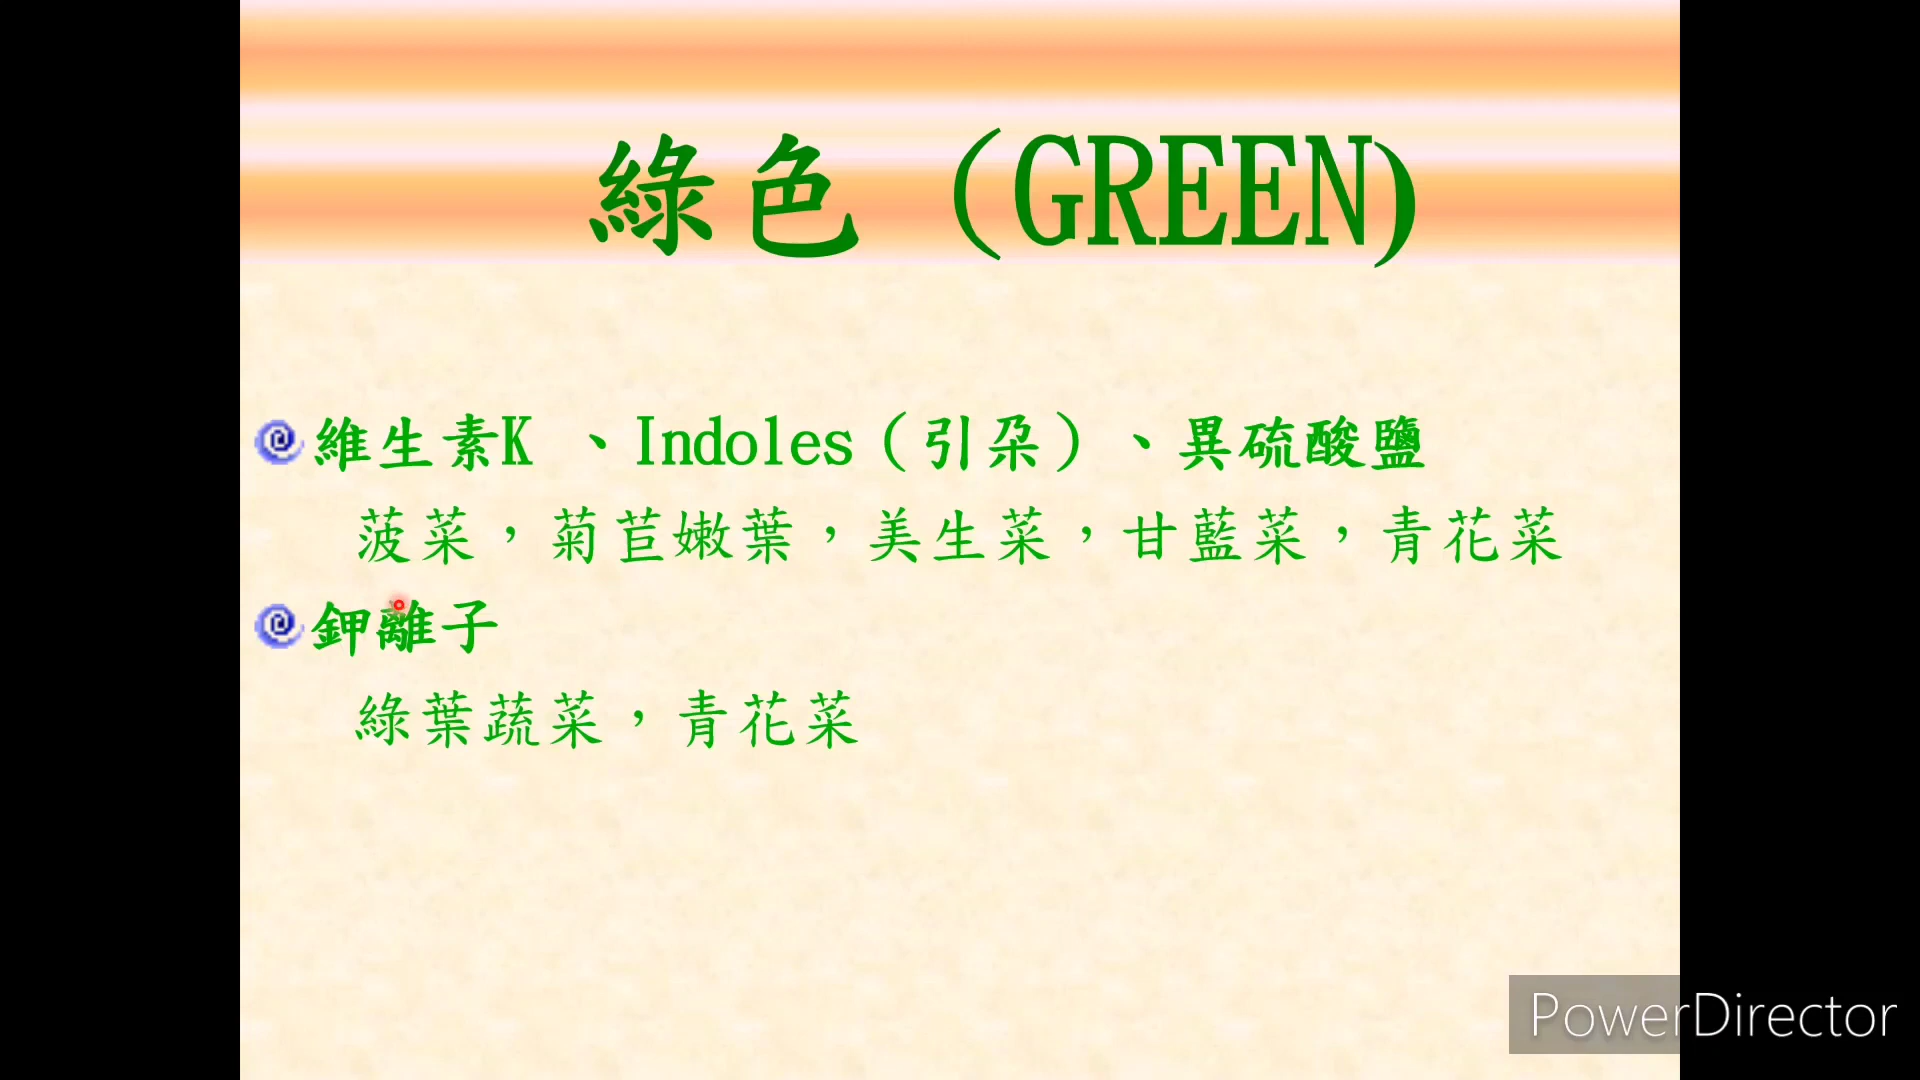 綠色（GREEN)
維生素K 、Indoles（引朵）、異硫酸鹽
菠菜，菊苣嫩葉，美生菜，甘藍菜，青花菜
鉀離子
綠葉蔬菜，青花菜
PowerDirector